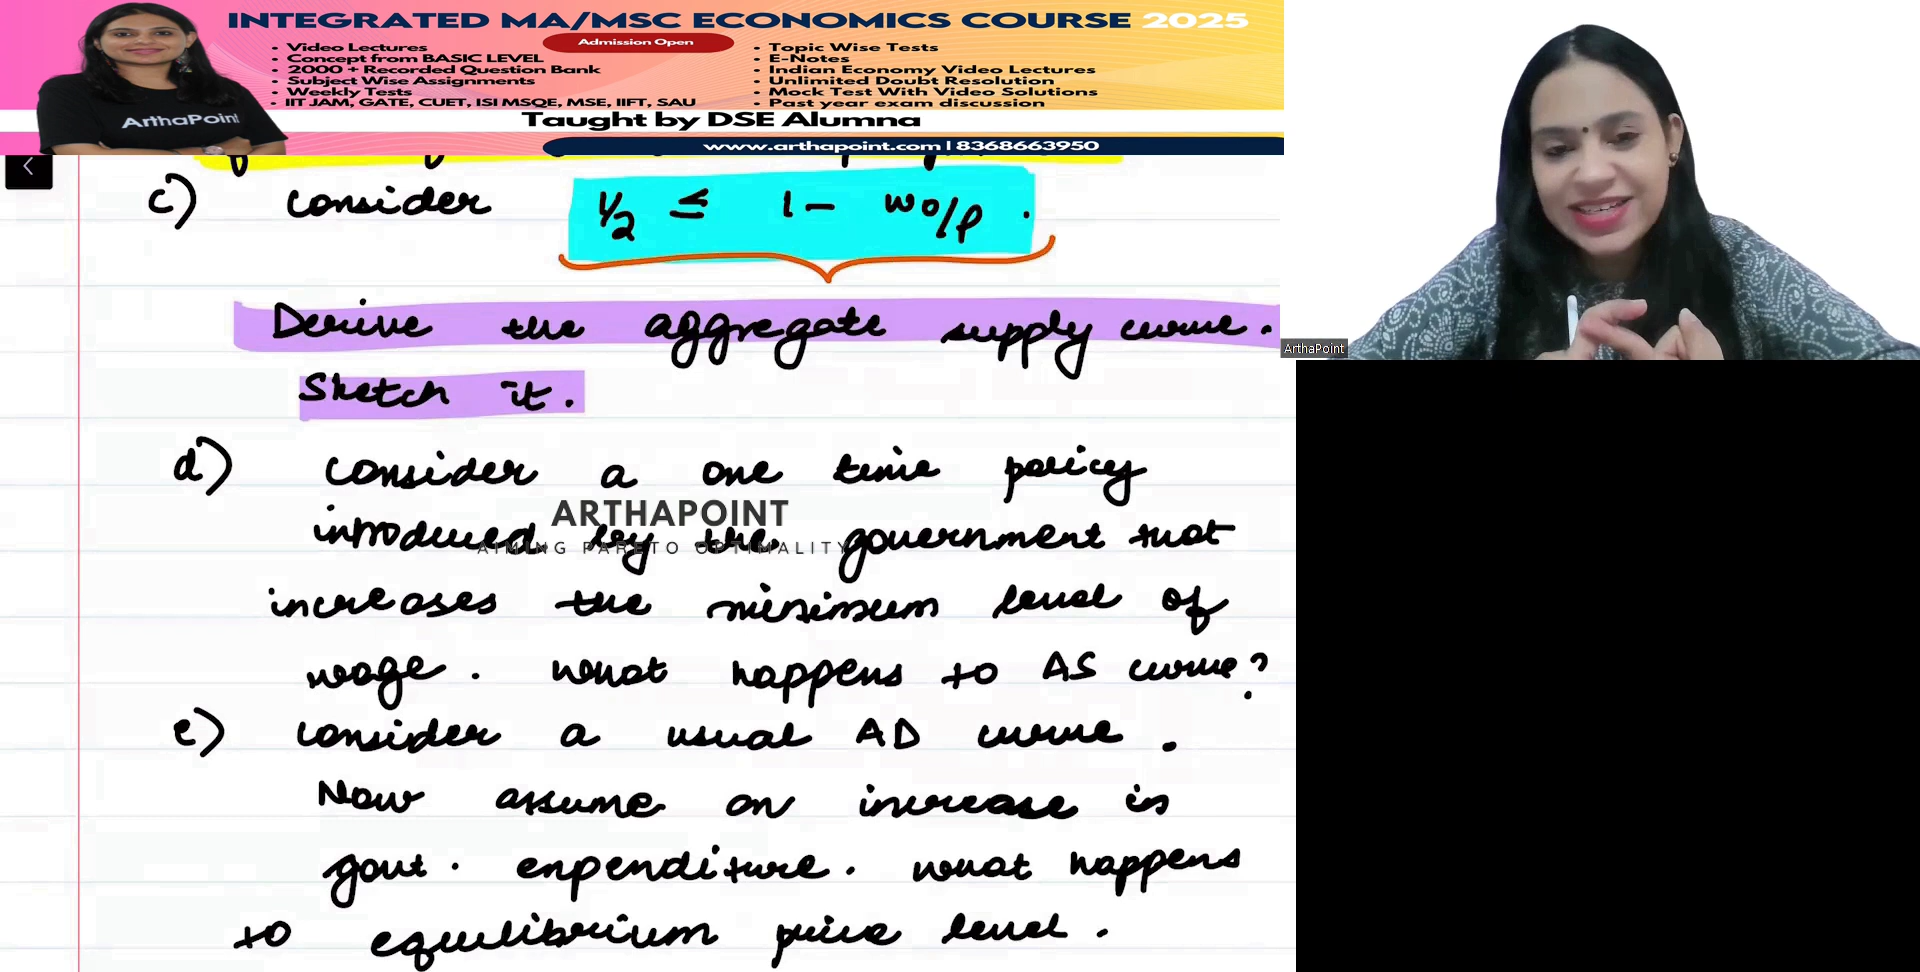 INTEGRATED MA/MSC ECONOMICS COURSE 2025
Admission Open
• Video Lectures
• Concept from BASIC LEVEL
• 2000 + Recorded Question Bank
• Subject Wise Assignments
• Weekly Tests
• IIT JAM, GATE, CUET, ISI MSQE, MSE, IIFT, SAU
• Topic Wise Tests
• E-Notes
• Indian Economy Video Lectures
• Unlimited Doubt Resolution
• Mock Test With Video Solutions
• Past year exam discussion
ArthaPoint
Taught by DSE Alumna
www.arthapoint.com | 8368663950
c) consider 1/2 ≤ 1 - w0/p .
Derive the aggregate supply curve.
Sketch it.
d) consider a one time policy
introduced by the government that
increases the minimum level of
wage. what happens to AS curve?
e) consider a usual AD curve.
Now assume an increase in
govt. enpenditure. what happens
to equilibrium price level.
ARTHAPOINT
AIMING PARETO OPTIMALITY
ArthaPoint